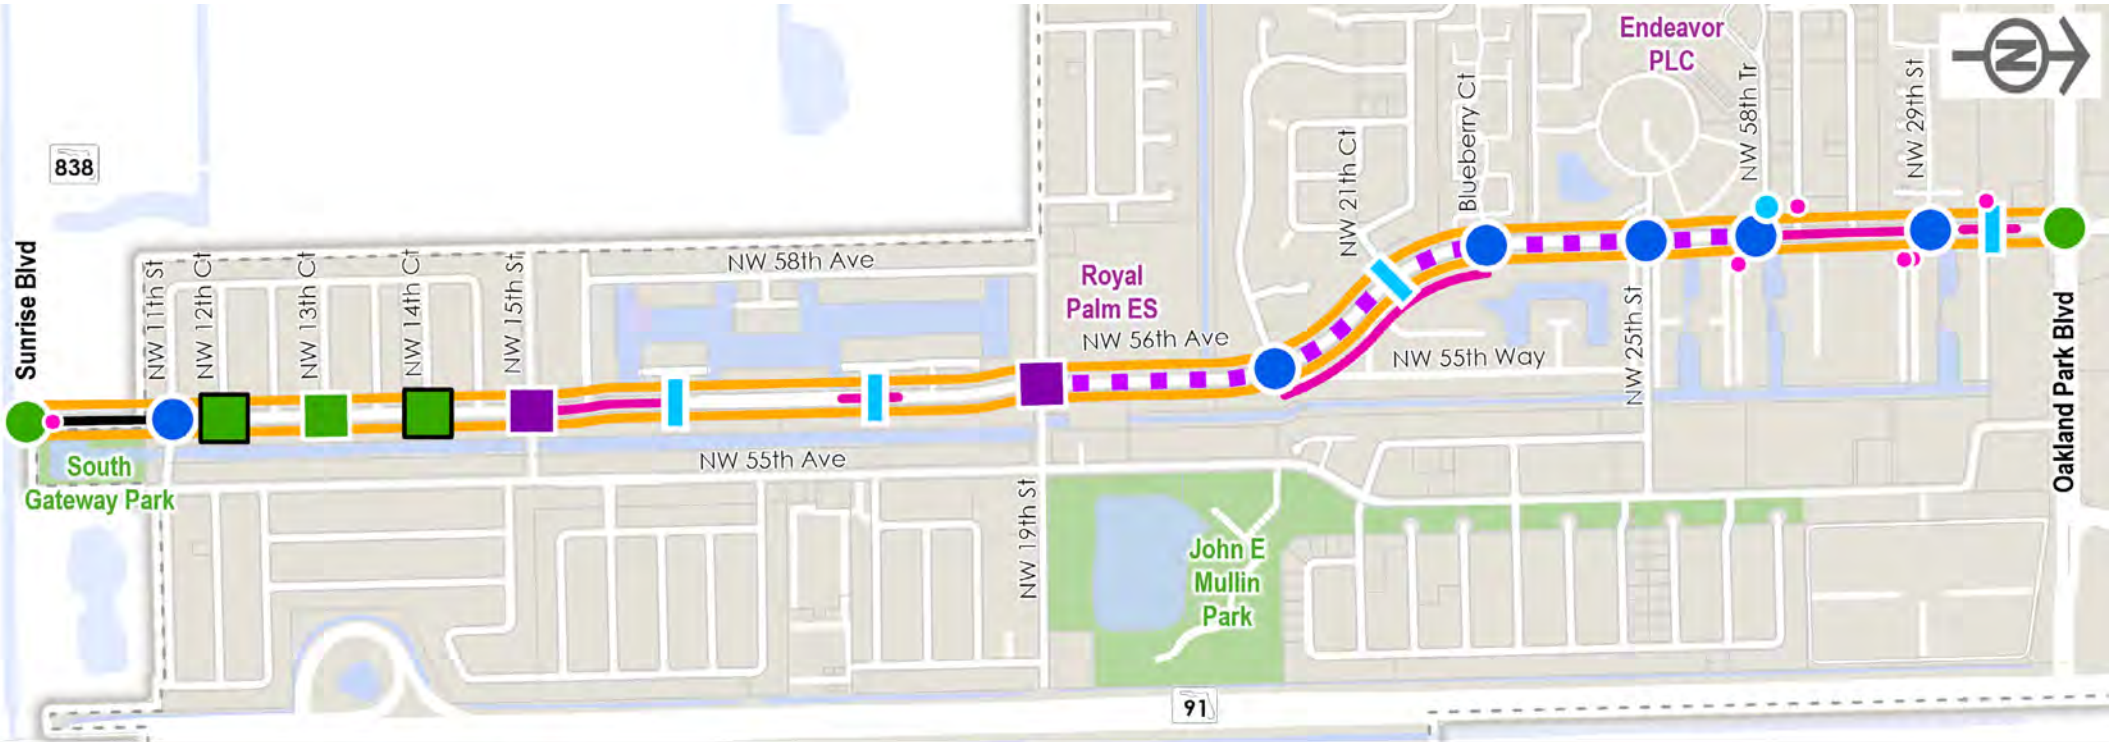 Endeavor
PLC
N
838
Sunrise Blvd
NW 11th St
NW 12th Ct
NW 13th Ct
NW 14th Ct
NW 15th St
NW 58th Ave
Royal
Palm ES
NW 56th Ave
NW 21th Ct
Blueberry Ct
NW 58th Tr
NW 29th St
NW 55th Way
NW 25th St
Oakland Park Blvd
South
Gateway Park
NW 55th Ave
NW 19th St
John E
Mullin
Park
91